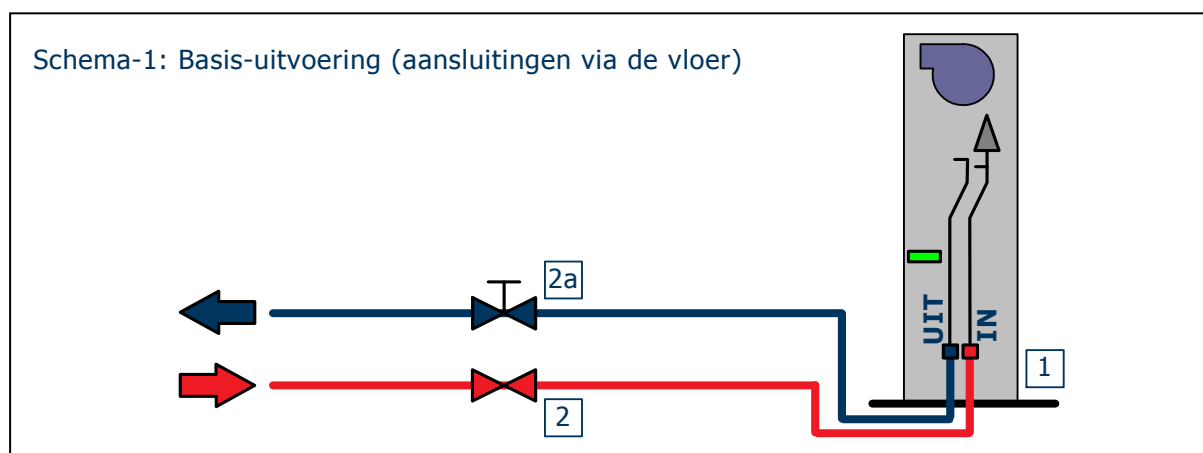 Schema-1: Basis-uitvoering (aansluitingen via de vloer)
2a
UIT
IN
1
2